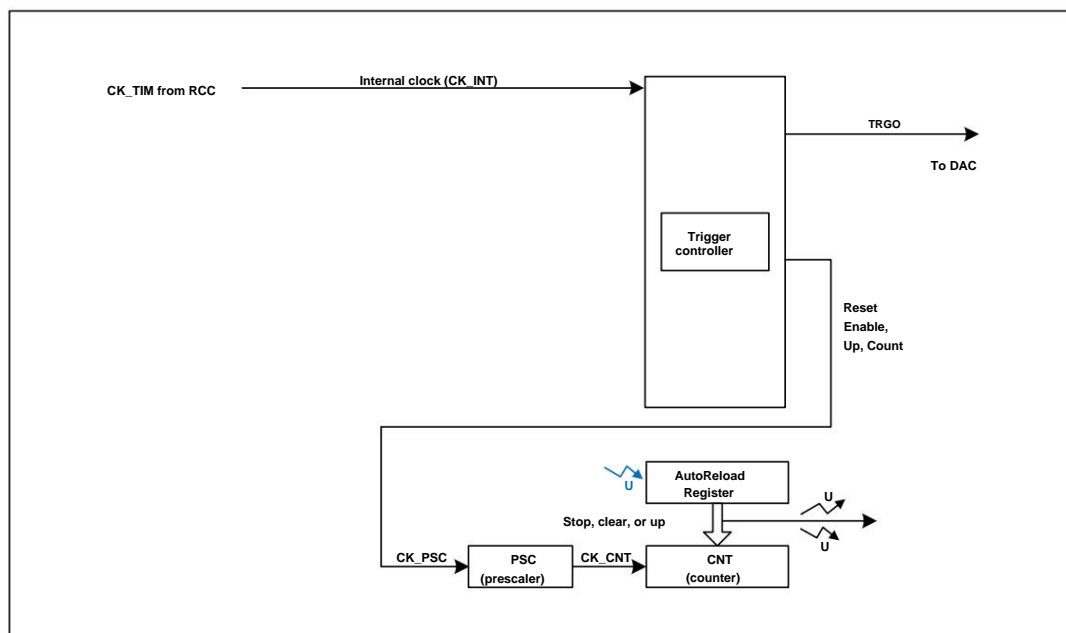 Internal clock (CK_INT)
CK_TIM from RCC
TRGO
To DAC
Trigger
controller
Reset
Enable,
Up, Count
AutoReload
Register
U
U
Stop, clear, or up
U
CK_PSC
PSC
(prescaler)
CK_CNT
CNT
(counter)